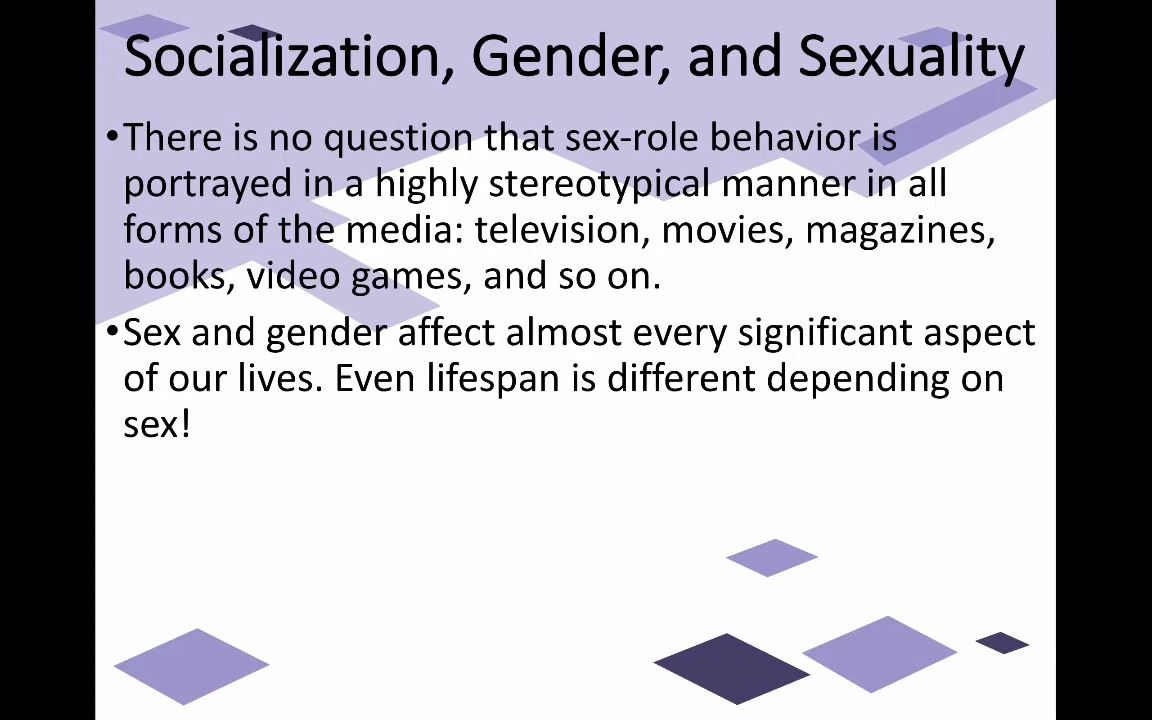 Socialization, Gender, and Sexuality
•There is no question that sex-role behavior is
portrayed in a highly stereotypical manner in all
forms of the media: television, movies, magazines,
books, video games, and so on.
•Sex and gender affect almost every significant aspect
of our lives. Even lifespan is different depending on
sex!